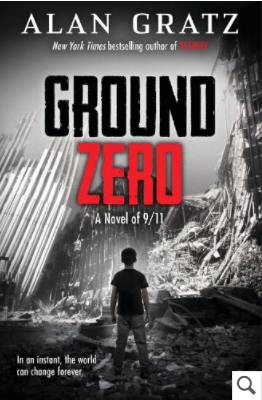 ALAN GRATZ
New York Times bestselling author of REFUGEE
GROUND
ZERO
A Novel of 9/11
In an instant, the world
can change forever.